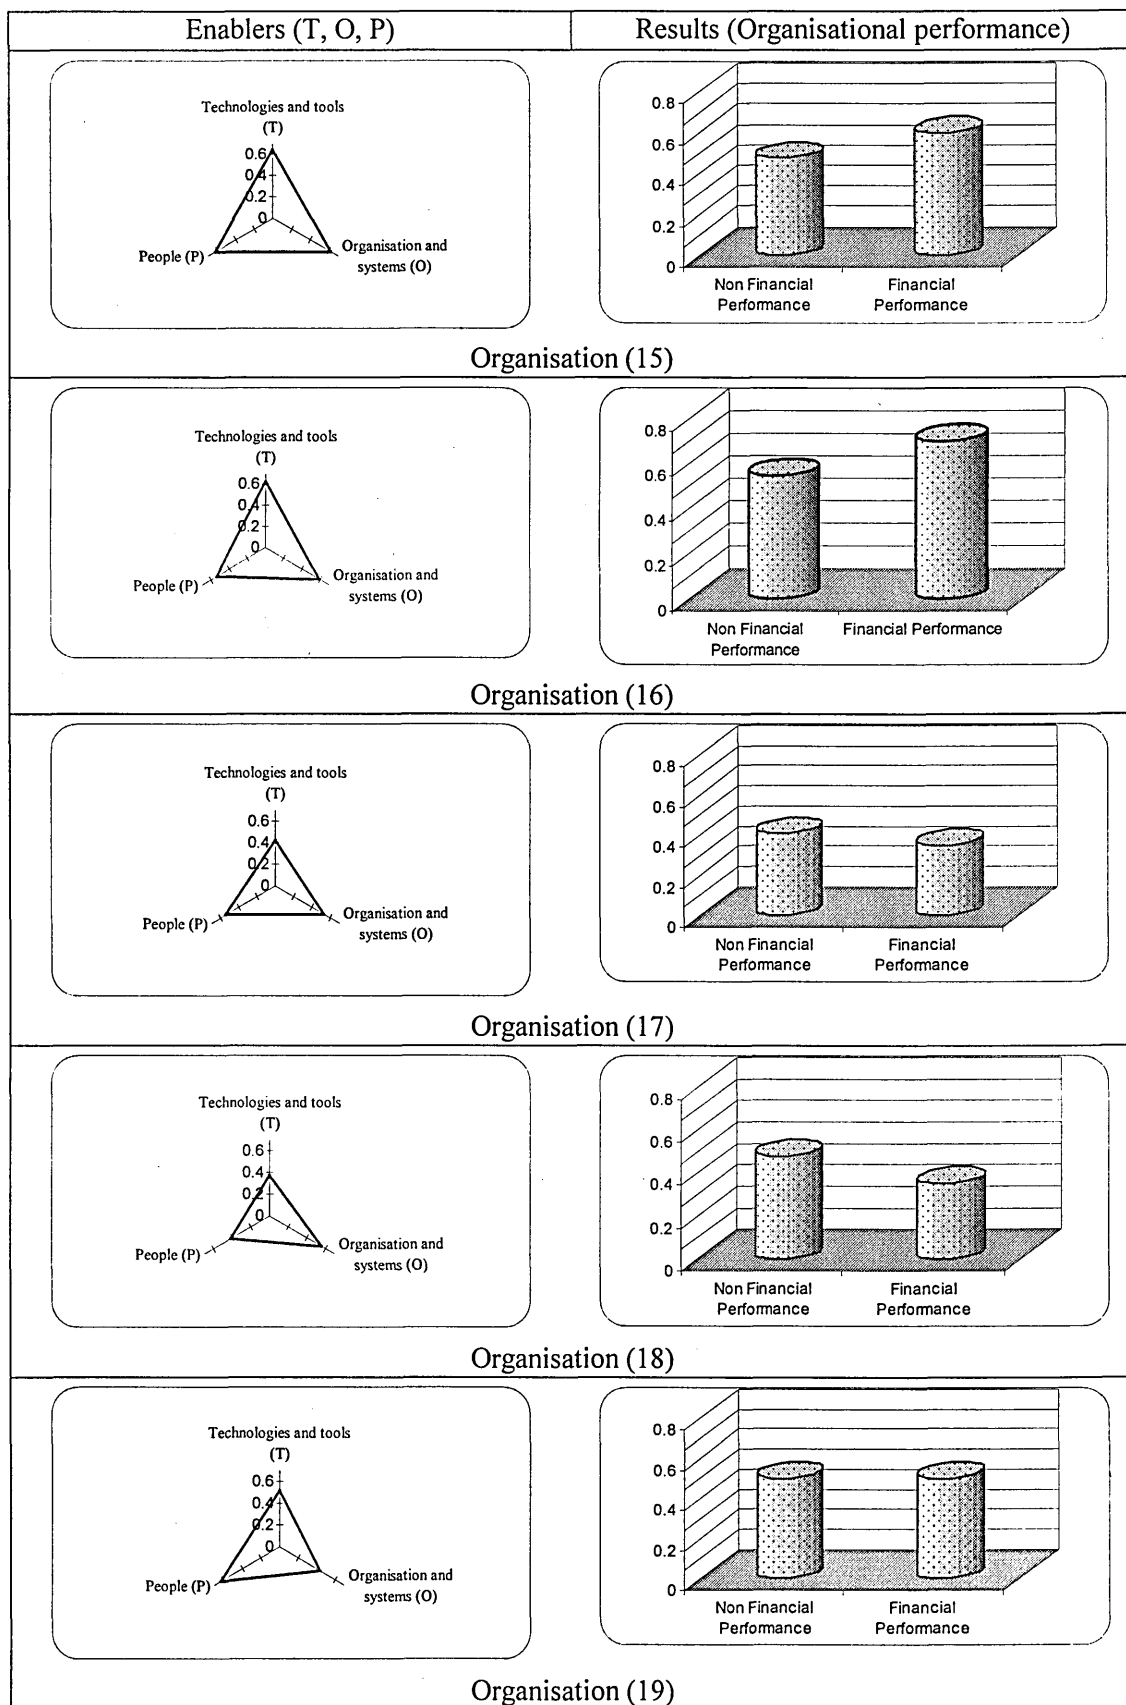 Enablers (T, O, P)
Results (Organisational performance)
Technologies and tools
(T)
0.6
0.4
0.2
0
People (P)
Organisation and
systems (O)
0.8
0.6
0.4
0.2
0
Non Financial
Performance
Financial
Performance
Organisation (15)
Technologies and tools
(T)
0.6
0.4
0.2
0
People (P)
Organisation and
systems (O)
0.8
0.6
0.4
0.2
0
Non Financial
Performance
Financial Performance
Organisation (16)
Technologies and tools
(T)
0.6
0.4
0.2
0
People (P)
Organisation and
systems (O)
0.8
0.6
0.4
0.2
0
Non Financial
Performance
Financial
Performance
Organisation (17)
Technologies and tools
(T)
0.6
0.4
0.2
0
People (P)
Organisation and
systems (O)
0.8
0.6
0.4
0.2
0
Non Financial
Performance
Financial
Performance
Organisation (18)
Technologies and tools
(T)
0.6
0.4
0.2
0
People (P)
Organisation and
systems (O)
0.8
0.6
0.4
0.2
0
Non Financial
Performance
Financial
Performance
Organisation (19)